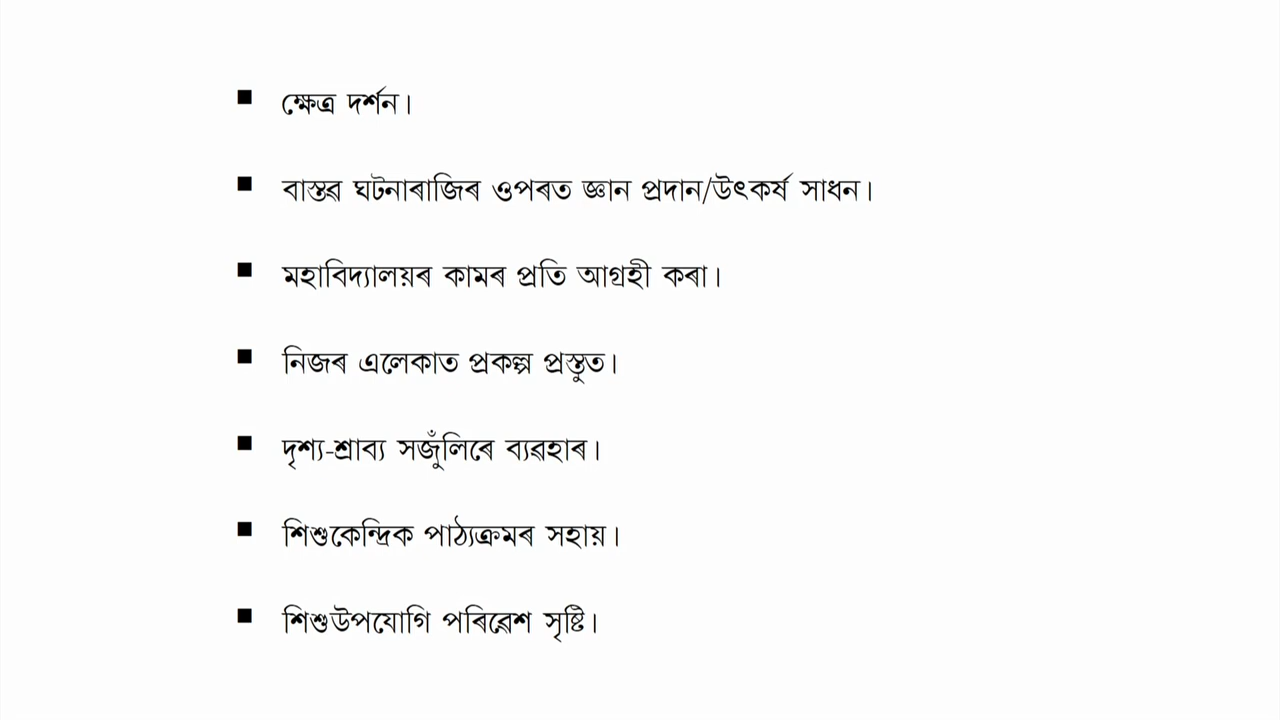 ▪ ক্ষেত্ৰ দৰ্শন।
▪ বাস্তৱ ঘটনাৰাজিৰ ওপৰত জ্ঞান প্ৰদান/উৎকৰ্ষ সাধন।
▪ মহাবিদ্যালয়ৰ কামৰ প্ৰতি আগ্ৰহী কৰা।
▪ নিজৰ এলেকাত প্ৰকল্প প্ৰস্তুত।
▪ দৃশ্য-শ্ৰাব্য সজুঁলিৰে ব্যৱহাৰ।
▪ শিশুকেন্দ্ৰিক পাঠ্যক্ৰমৰ সহায়।
▪ শিশুউপযোগি পৰিৱেশ সৃষ্টি।